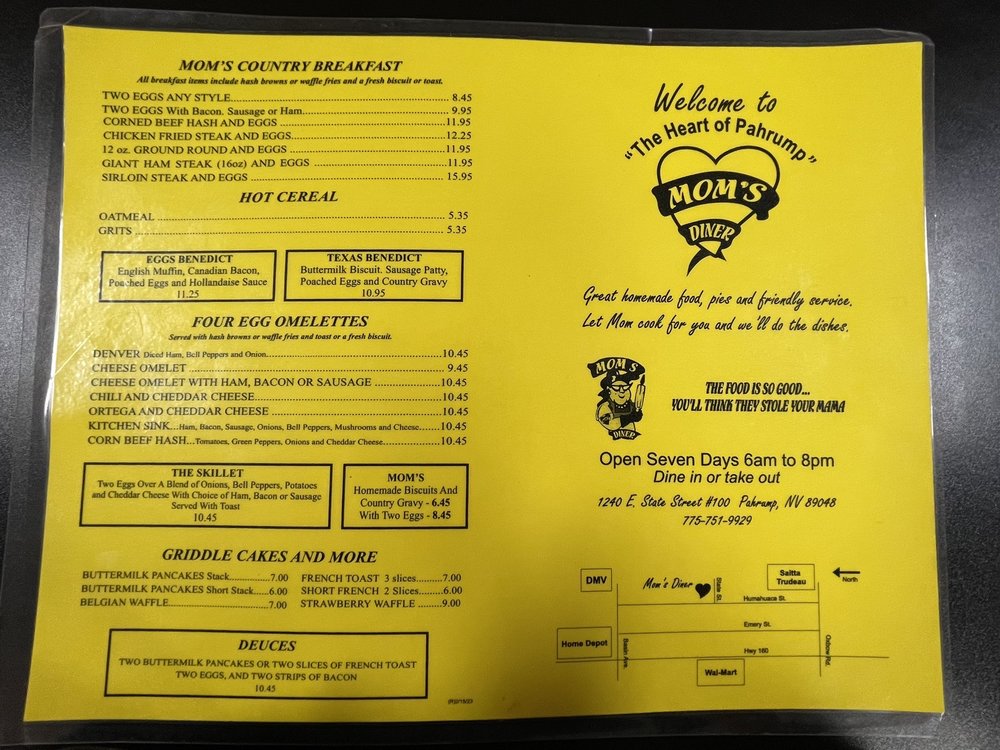 MOM'S COUNTRY BREAKFAST
All breakfast items include hash browns or waffle fries and a fresh biscuit or toast.
TWO EGGS ANY STYLE 8.45
TWO EGGS With Bacon, Sausage or Ham 9.95
CORNED BEEF HASH AND EGGS 11.95
CHICKEN FRIED STEAK AND EGGS 12.25
12 oz. GROUND ROUND AND EGGS 11.95
GIANT HAM STEAK (16oz) AND EGGS 11.95
SIRLOIN STEAK AND EGGS 15.95
HOT CEREAL
OATMEAL 5.35
GRITS 5.35
EGGS BENEDICT
English Muffin, Canadian Bacon,
Poached Eggs and Hollandaise Sauce
11.25
TEXAS BENEDICT
Buttermilk Biscuit. Sausage Patty,
Poached Eggs and Country Gravy
10.95
FOUR EGG OMELETTES
Served with hash browns or waffle fries and toast or a fresh biscuit.
DENVER Diced Ham, Bell Peppers and Onion 10.45
CHEESE OMELET 9.45
CHEESE OMELET WITH HAM, BACON OR SAUSAGE 10.45
CHILI AND CHEDDAR CHEESE 10.45
ORTEGA AND CHEDDAR CHEESE 10.45
KITCHEN SINK...Ham, Bacon, Sausage, Onions, Bell Peppers, Mushrooms and Cheese 10.45
CORN BEEF HASH...Tomatoes, Green Peppers, Onions and Cheddar Cheese 10.45
THE SKILLET
Two Eggs Over A Blend of Onions, Bell Peppers, Potatoes
and Cheddar Cheese With Choice of Ham, Bacon or Sausage
Served With Toast
10.45
MOM'S
Homemade Biscuits And
Country Gravy - 6.45
With Two Eggs - 8.45
GRIDDLE CAKES AND MORE
BUTTERMILK PANCAKES Stack 7.00
BUTTERMILK PANCAKES Short Stack 6.00
BELGIAN WAFFLE 7.00
FRENCH TOAST 3 slices 7.00
SHORT FRENCH 2 Slices 6.00
STRAWBERRY WAFFLE 9.00
DEUCES
TWO BUTTERMILK PANCAKES OR TWO SLICES OF FRENCH TOAST
TWO EGGS, AND TWO STRIPS OF BACON
10.45
Welcome to
"The Heart of Pahrump"
MOM'S
DINER
Great homemade food, pies and friendly service.
Let Mom cook for you and we'll do the dishes.
MOM'S
DINER
THE FOOD IS SO GOOD...
YOU'LL THINK THEY STOLE YOUR MAMA
Open Seven Days 6am to 8pm
Dine in or take out
1240 E. State Street #100 Pahrump, NV 89048
775-751-9929
DMV
Mom's Diner
State St.
Saitta
Trudeau
North
Humahuaca St.
Emery St.
Home Depot
Hwy 160
Wal-Mart
Oxbow Rd.